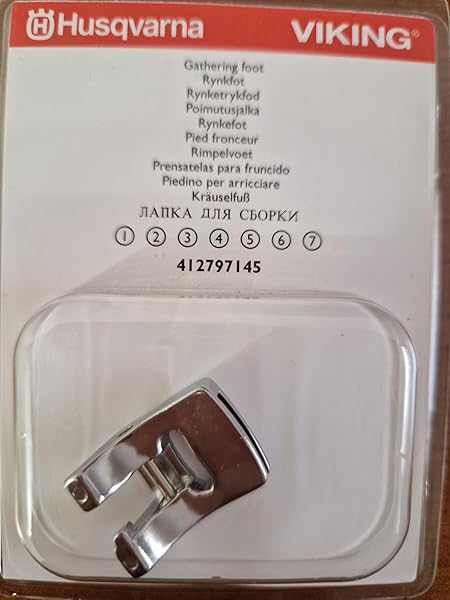 H Husqvarna VIKING®
Gathering foot
Rynkfot
Rynketrykfod
Poimutusjalka
Rynkefot
Pied fronceur
Rimpelvoet
Prensatelas para fruncido
Piedino per arricciare
Kräuselfuß
ЛАПКА ДЛЯ СБОРКИ
① ② ③ ④ ⑤ ⑥ ⑦
412797145